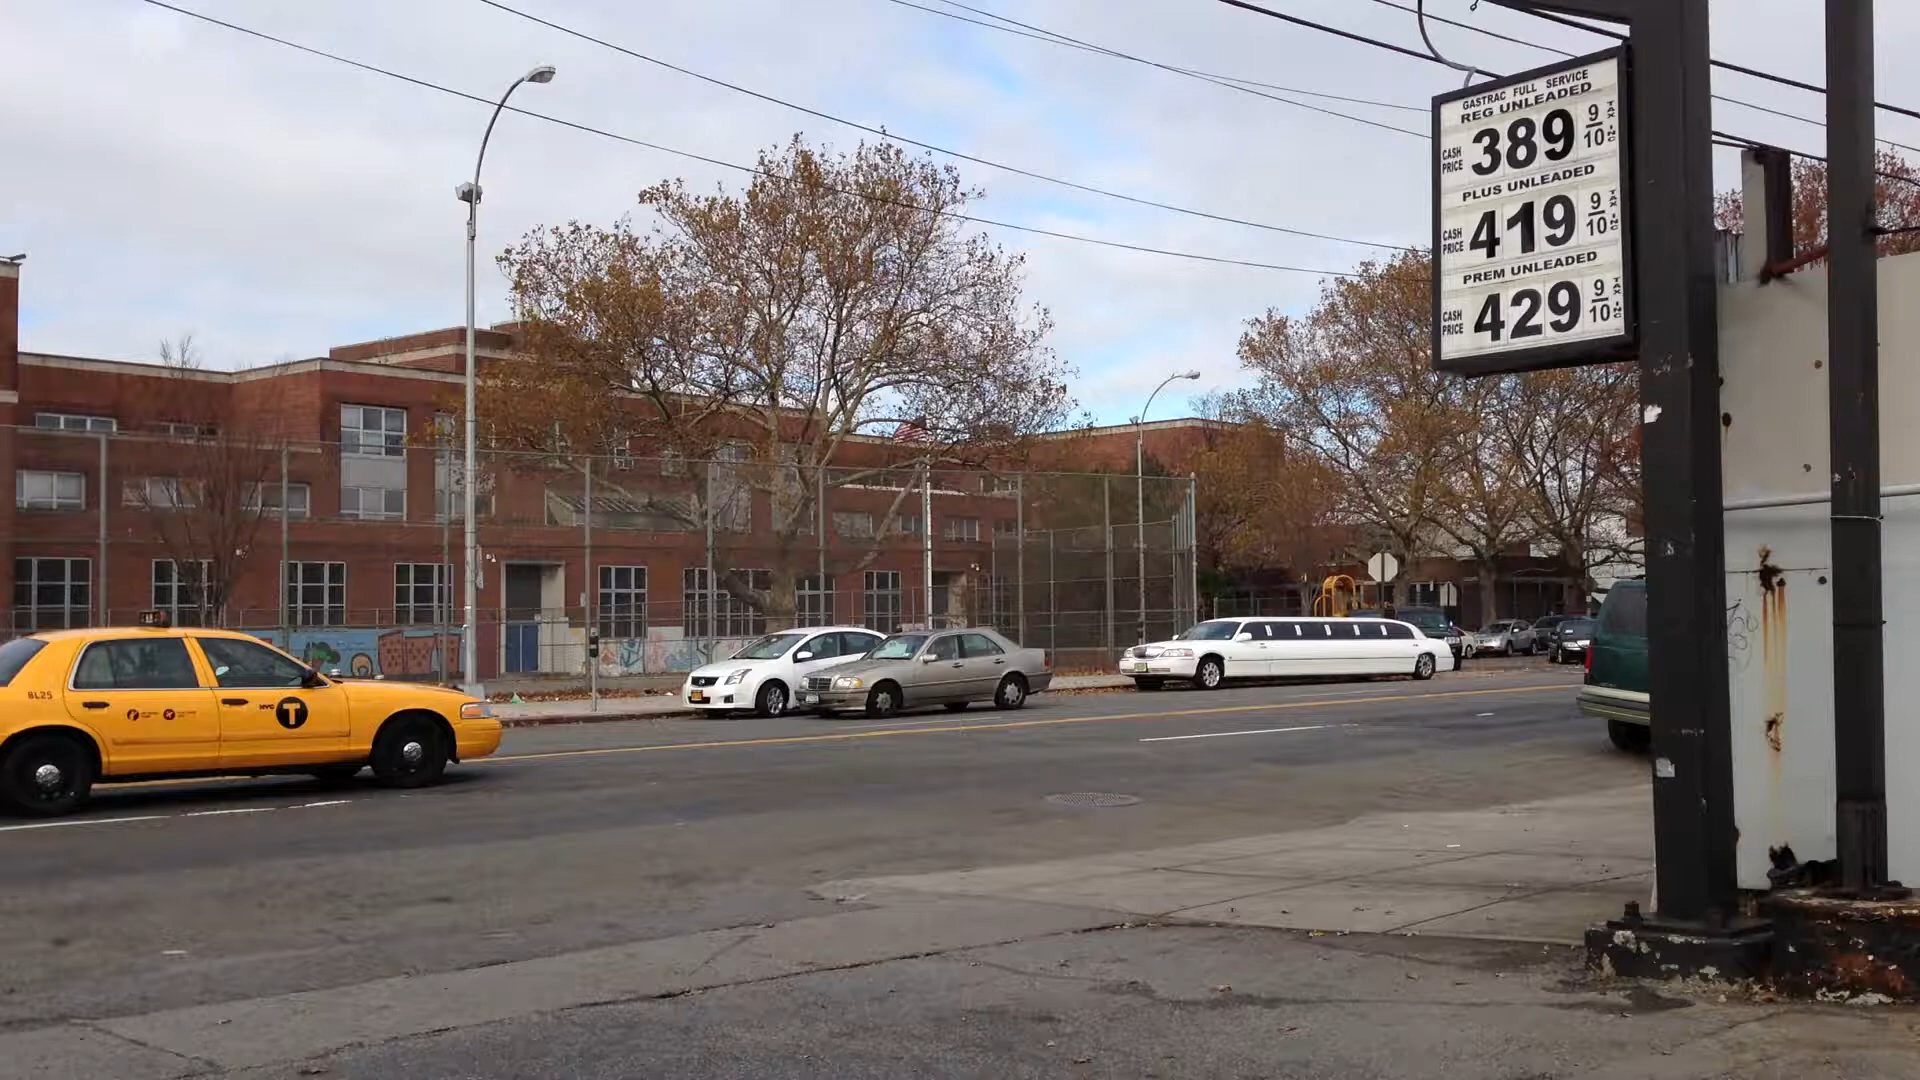 GASTRAC FULL SERVICE
REG UNLEADED
CASH PRICE 389 9/10 TAX INC
PLUS UNLEADED
CASH PRICE 419 9/10 TAX INC
PREM UNLEADED
CASH PRICE 429 9/10 TAX INC
8L25
NYC T